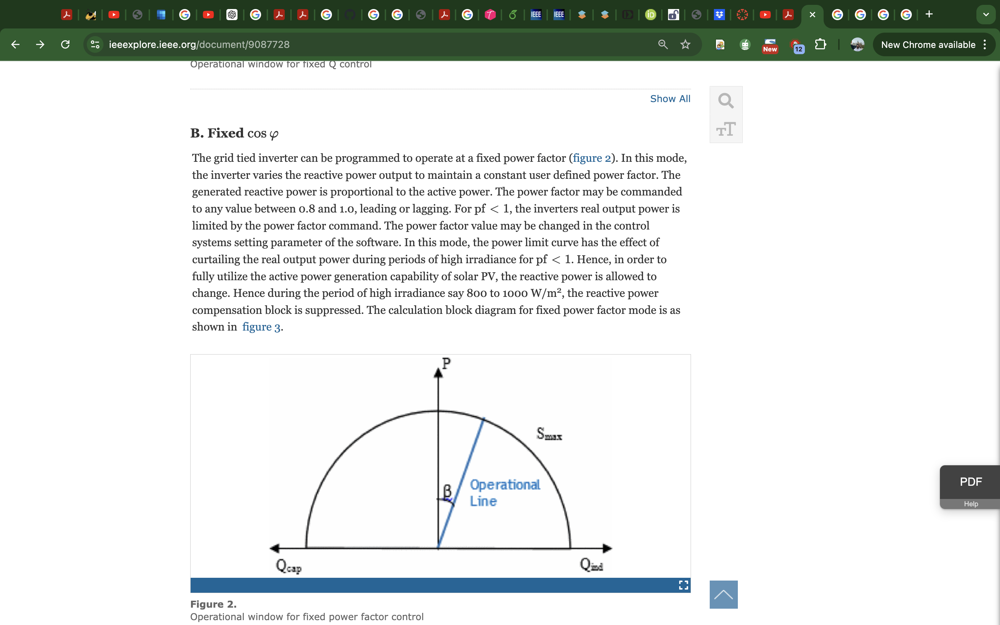 IEEE IEEE iD
ieeexplore.ieee.org/document/9087728
New
12
New Chrome available
Operational window for fixed Q control
Show All
B. Fixed cos φ
The grid tied inverter can be programmed to operate at a fixed power factor (figure 2). In this mode,
the inverter varies the reactive power output to maintain a constant user defined power factor. The
generated reactive power is proportional to the active power. The power factor may be commanded
to any value between 0.8 and 1.0, leading or lagging. For pf < 1, the inverters real output power is
limited by the power factor command. The power factor value may be changed in the control
systems setting parameter of the software. In this mode, the power limit curve has the effect of
curtailing the real output power during periods of high irradiance for pf < 1. Hence, in order to
fully utilize the active power generation capability of solar PV, the reactive power is allowed to
change. Hence during the period of high irradiance say 800 to 1000 W/m², the reactive power
compensation block is suppressed. The calculation block diagram for fixed power factor mode is as
shown in figure 3.
TT
P
Smax
β
Operational
Line
Qcap
Qind
PDF
Help
Figure 2.
Operational window for fixed power factor control